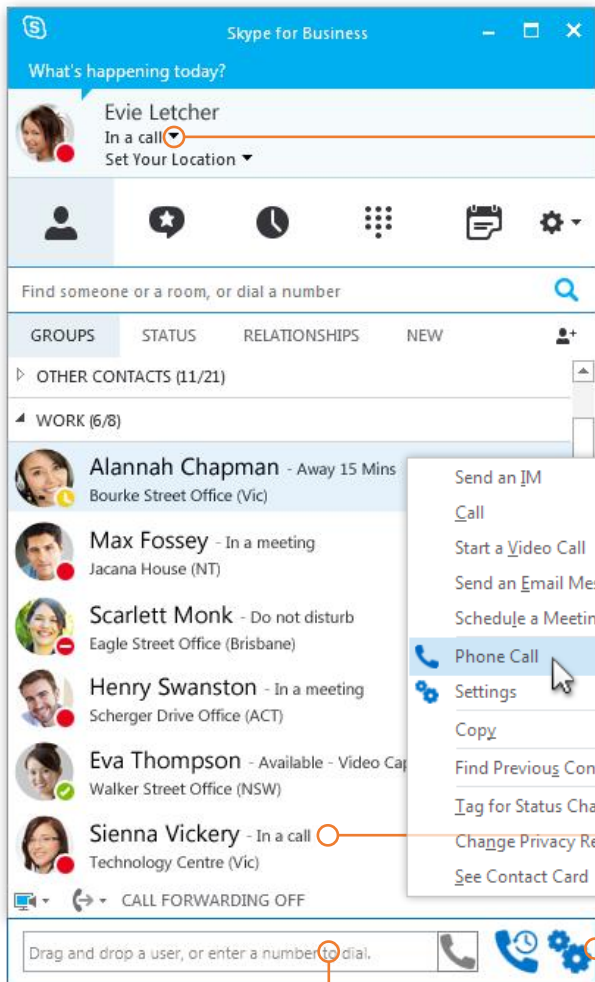 Skype for Business
What's happening today?
Evie Letcher
In a call
Set Your Location
Find someone or a room, or dial a number
GROUPS STATUS RELATIONSHIPS NEW
OTHER CONTACTS (11/21)
WORK (6/8)
Alannah Chapman - Away 15 Mins
Bourke Street Office (Vic)
Max Fossey - In a meeting
Jacana House (NT)
Scarlett Monk - Do not disturb
Eagle Street Office (Brisbane)
Henry Swanston - In a meeting
Scherger Drive Office (ACT)
Eva Thompson - Available - Video Cap
Walker Street Office (NSW)
Sienna Vickery - In a call
Technology Centre (Vic)
Send an IM
Call
Start a Video Call
Send an Email Mes
Schedule a Meetin
Phone Call
Settings
Copy
Find Previous Con
Tag for Status Cha
Change Privacy Re
See Contact Card
CALL FORWARDING OFF
Drag and drop a user, or enter a number to dial.